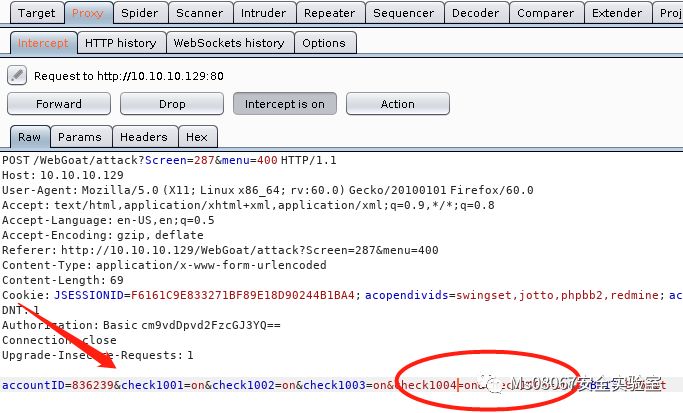 Target Proxy Spider Scanner Intruder Repeater Sequencer Decoder Comparer Extender
Intercept HTTP history WebSockets history Options
Request to http://10.10.10.129:80
Forward Drop Intercept is on Action
Raw Params Headers Hex
POST /WebGoat/attack?Screen=287&menu=400 HTTP/1.1
Host: 10.10.10.129
User-Agent: Mozilla/5.0 (X11; Linux x86_64; rv:60.0) Gecko/20100101 Firefox/60.0
Accept: text/html,application/xhtml+xml,application/xml;q=0.9,*/*;q=0.8
Accept-Language: en-US,en;q=0.5
Accept-Encoding: gzip, deflate
Referer: http://10.10.10.129/WebGoat/attack?Screen=287&menu=400
Content-Type: application/x-www-form-urlencoded
Content-Length: 69
Cookie: JSESSIONID=F6161C9E833271BF89E18D90244B1BA4; acopendivids=swingset,jotto,phpbb2,redmine; ac
DNT: 1
Authorization: Basic cm9vdDpvd2FzcGJ3YQ==
Connection: close
Upgrade-Insecure-Requests: 1
accountID=836239&check1001=on&check1002=on&check1003=on&check1004=on
Ms08067安全实验室